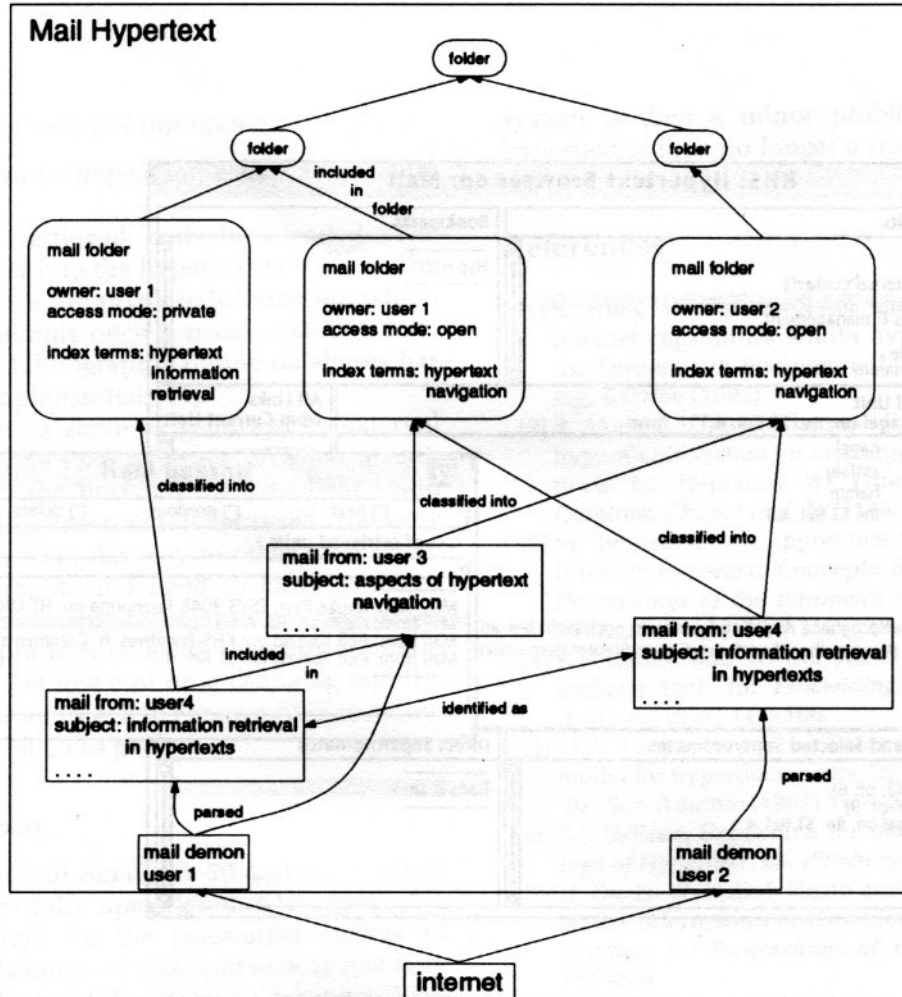 Mail Hypertext
folder
folder
folder
included
in
folder
mail folder
owner: user 1
access mode: private
index terms: hypertext
information
retrieval
mail folder
owner: user 1
access mode: open
index terms: hypertext
navigation
mail folder
owner: user 2
access mode: open
index terms: hypertext
navigation
classified into
classified into
classified into
mail from: user 3
subject: aspects of hypertext
navigation
. . . .
included
in
mail from: user4
subject: information retrieval
in hypertexts
. . . .
identified as
mail from: user4
subject: information retrieval
in hypertexts
. . . .
parsed
parsed
mail demon
user 1
mail demon
user 2
internet